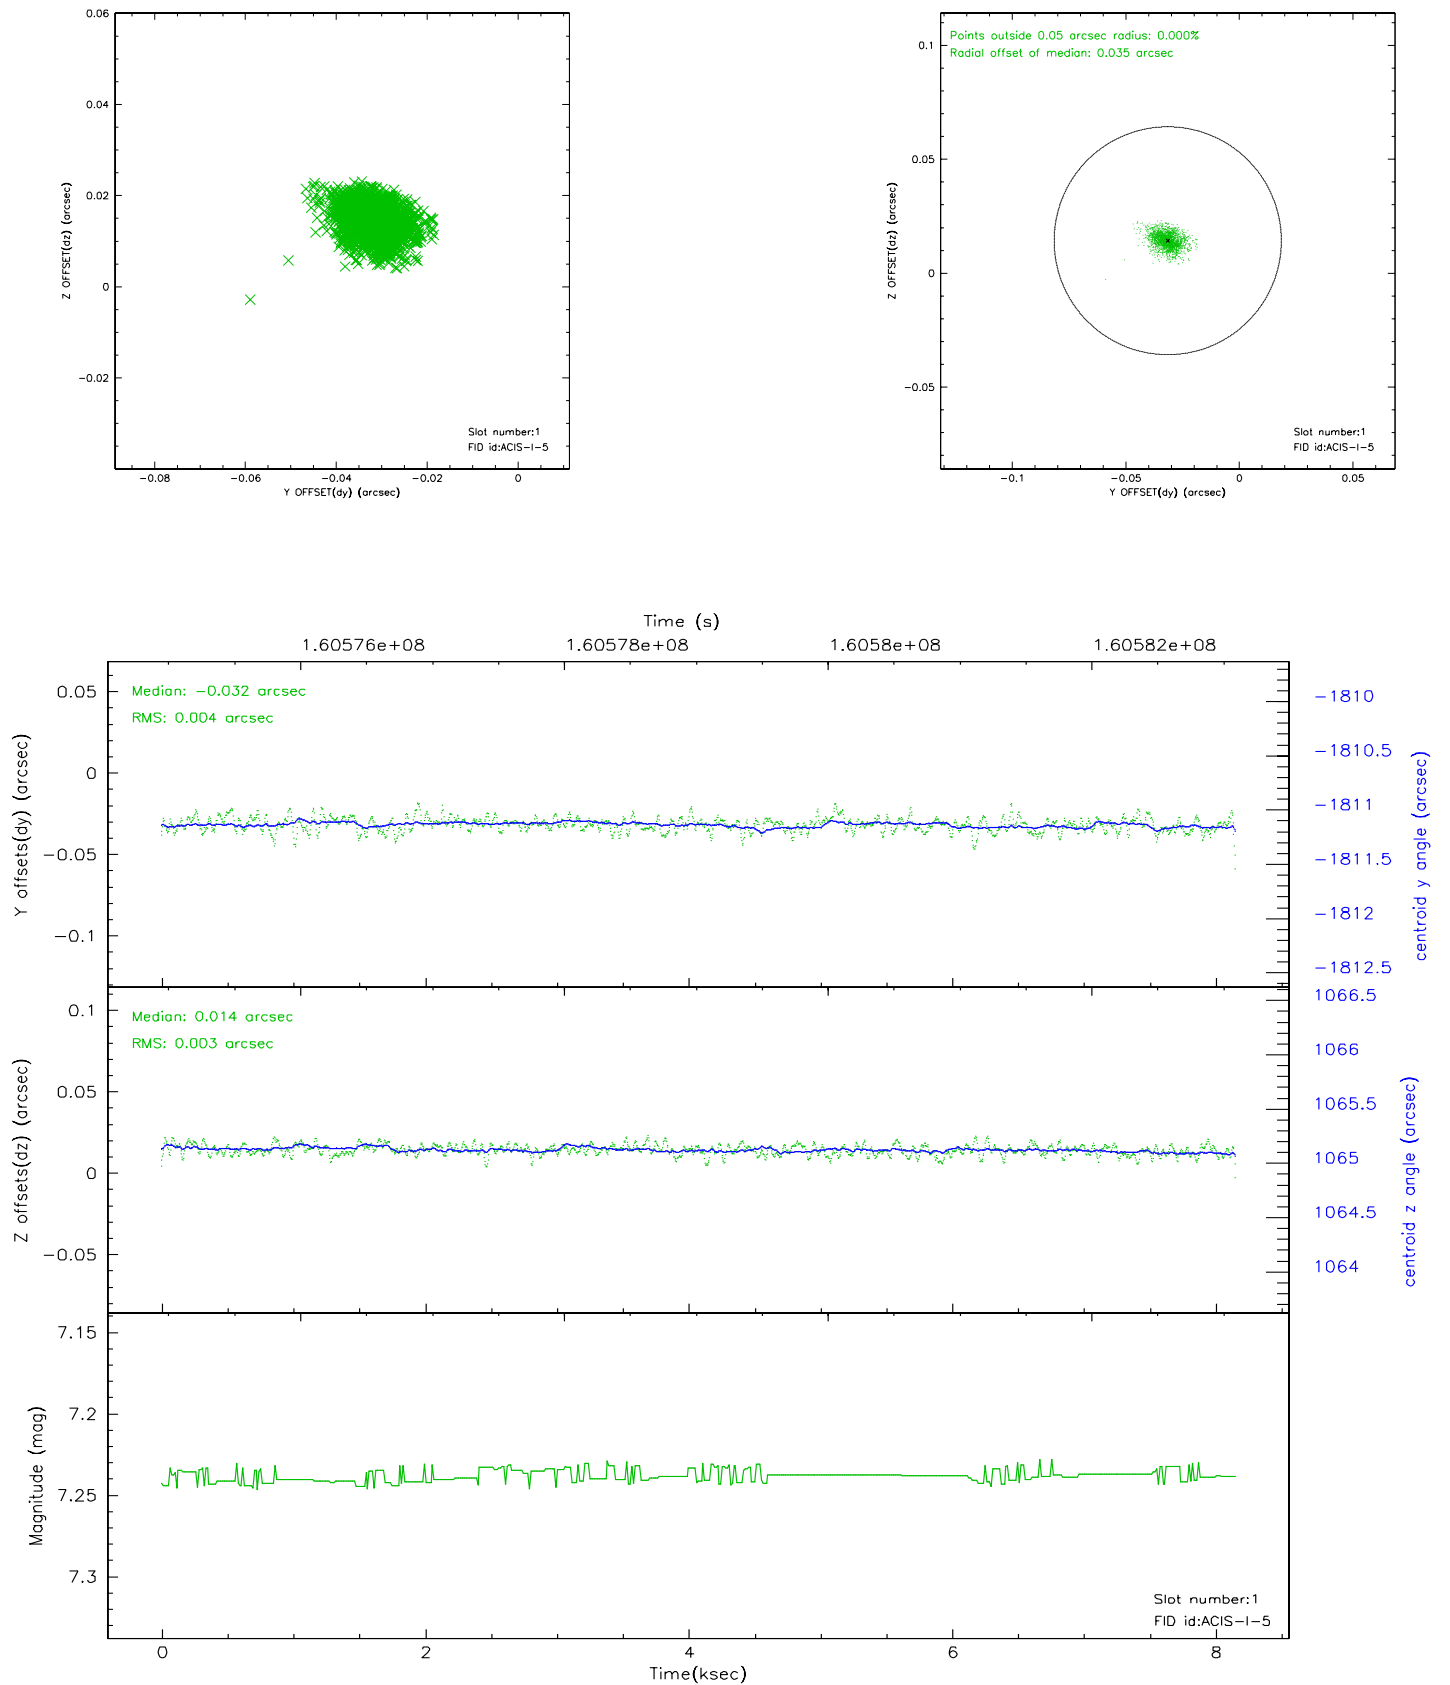 0.06
0.04
0.02
0
-0.02
Z OFFSET(dz) (arcsec)
Slot number:1
FID id:ACIS-I-5
-0.08 -0.06 -0.04 -0.02 0
Y OFFSET(dy) (arcsec)
Points outside 0.05 arcsec radius: 0.000%
Radial offset of median: 0.035 arcsec
0.1
0.05
0
-0.05
Z OFFSET(dz) (arcsec)
Slot number:1
FID id:ACIS-I-5
-0.1 -0.05 0 0.05
Y OFFSET(dy) (arcsec)
Time (s)
1.60576e+08 1.60578e+08 1.6058e+08 1.60582e+08
Median: -0.032 arcsec
RMS: 0.004 arcsec
0.05
0
-0.05
-0.1
Y offsets(dy) (arcsec)
-1810
-1810.5
-1811
-1811.5
-1812
-1812.5
centroid y angle (arcsec)
Median: 0.014 arcsec
RMS: 0.003 arcsec
0.1
0.05
0
-0.05
Z offsets(dz) (arcsec)
1066.5
1066
1065.5
1065
1064.5
1064
centroid z angle (arcsec)
7.15
7.2
7.25
7.3
Magnitude (mag)
Slot number:1
FID id:ACIS-I-5
0 2 4 6 8
Time(ksec)